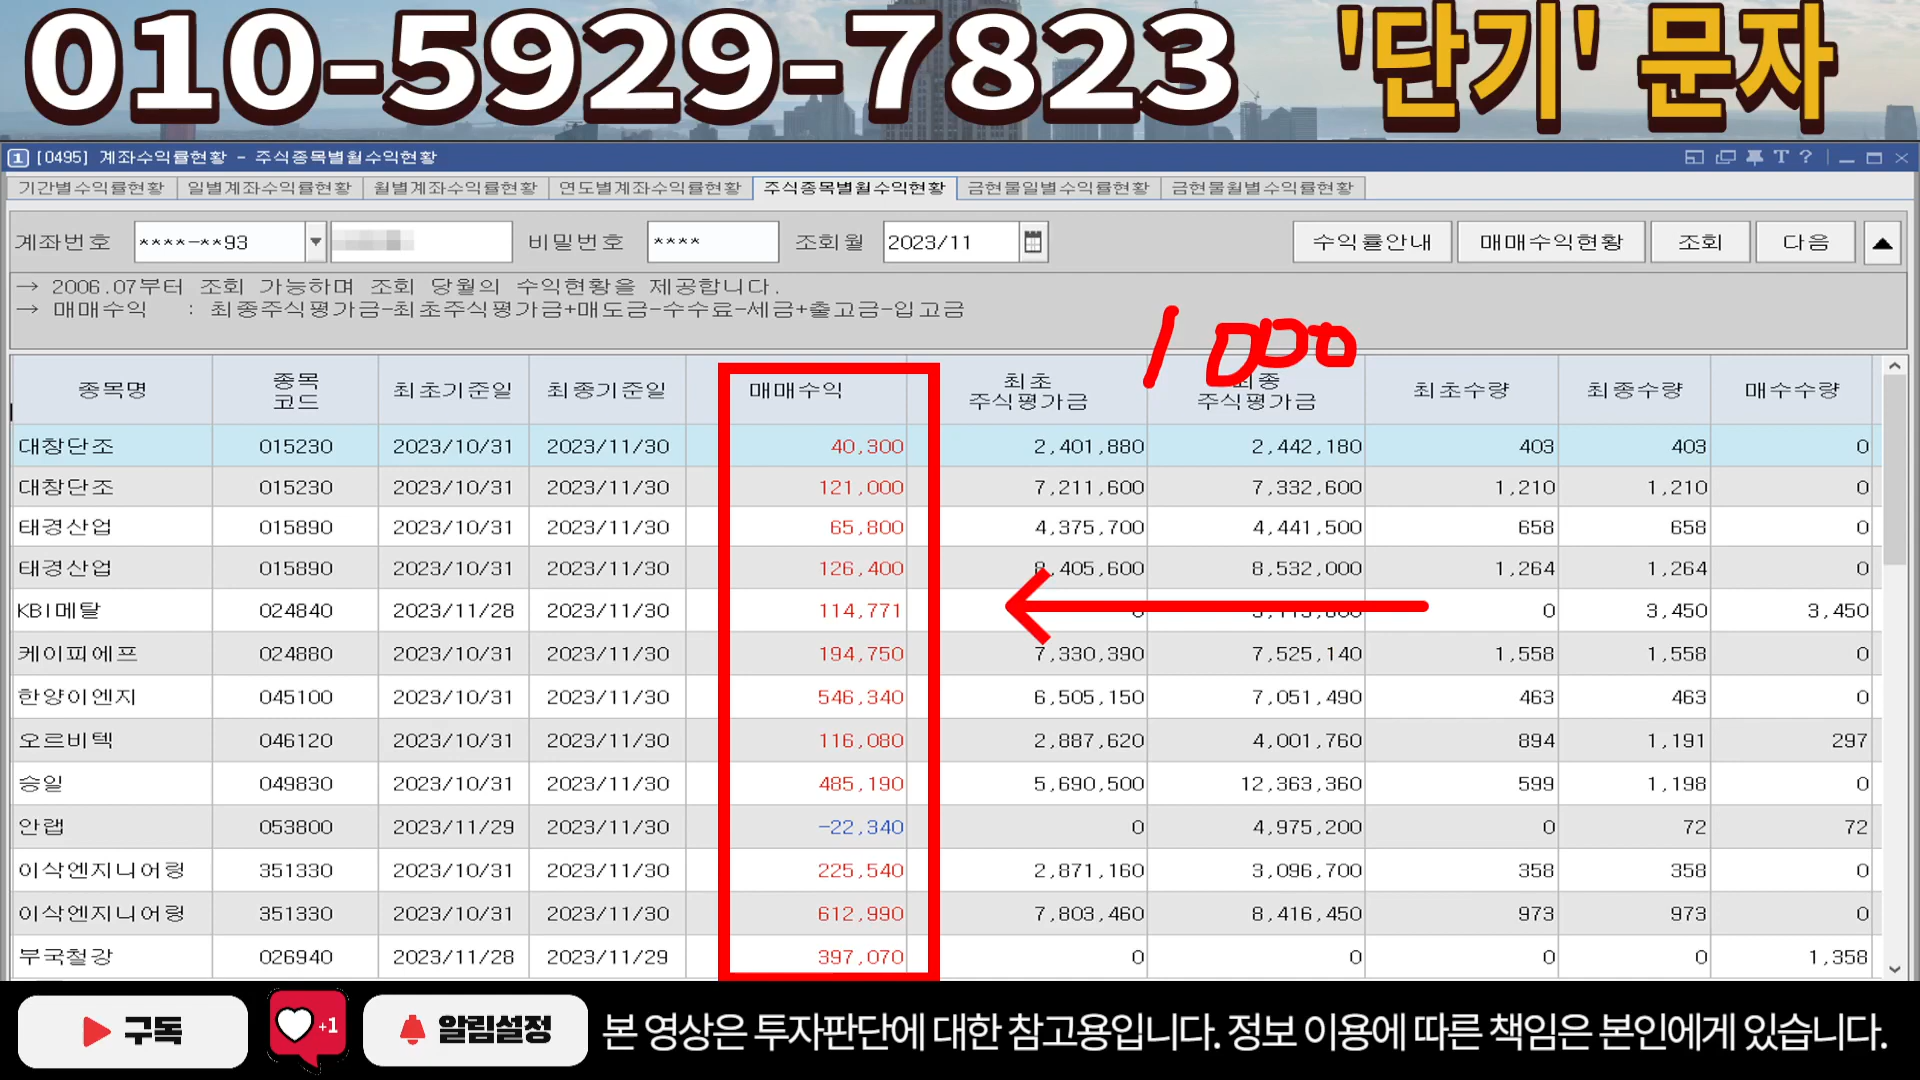 010-5929-7823 '단기' 문자
1 [0495] 계좌수익률현황 - 주식종목별월수익현황
기간별수익률현황 일별계좌수익률현황 월별계좌수익률현황 연도별계좌수익률현황 주식종목별월수익현황 금현물일별수익률현황 금현물월별수익률현황
계좌번호 ****-**93 비밀번호 **** 조회월 2023/11 수익률안내 매매수익현황 조회 다음
→ 2006.07부터 조회 가능하며 조회 당월의 수익현황을 제공합니다.
→ 매매수익 : 최종주식평가금-최초주식평가금+매도금-수수료-세금+출고금-입고금
1000
종목명 종목코드 최초기준일 최종기준일 매매수익 최초주식평가금 최종주식평가금 최초수량 최종수량 매수수량
대창단조 015230 2023/10/31 2023/11/30 40,300 2,401,880 2,442,180 403 403 0
대창단조 015230 2023/10/31 2023/11/30 121,000 7,211,600 7,332,600 1,210 1,210 0
태경산업 015890 2023/10/31 2023/11/30 65,800 4,375,700 4,441,500 658 658 0
태경산업 015890 2023/10/31 2023/11/30 126,400 8,405,600 8,532,000 1,264 1,264 0
KBI메탈 024840 2023/11/28 2023/11/30 114,771 0 0 3,450 3,450
케이피에프 024880 2023/10/31 2023/11/30 194,750 7,330,390 7,525,140 1,558 1,558 0
한양이엔지 045100 2023/10/31 2023/11/30 546,340 6,505,150 7,051,490 463 463 0
오르비텍 046120 2023/10/31 2023/11/30 116,080 2,887,620 4,001,760 894 1,191 297
승일 049830 2023/10/31 2023/11/30 485,190 5,690,500 12,363,360 599 1,198 0
안랩 053800 2023/11/29 2023/11/30 -22,340 0 4,975,200 0 72 72
이삭엔지니어링 351330 2023/10/31 2023/11/30 225,540 2,871,160 3,096,700 358 358 0
이삭엔지니어링 351330 2023/10/31 2023/11/30 612,990 7,803,460 8,416,450 973 973 0
부국철강 026940 2023/11/28 2023/11/29 397,070 0 0 0 0 1,358
구독 +1 알림설정 본 영상은 투자판단에 대한 참고용입니다. 정보 이용에 따른 책임은 본인에게 있습니다.